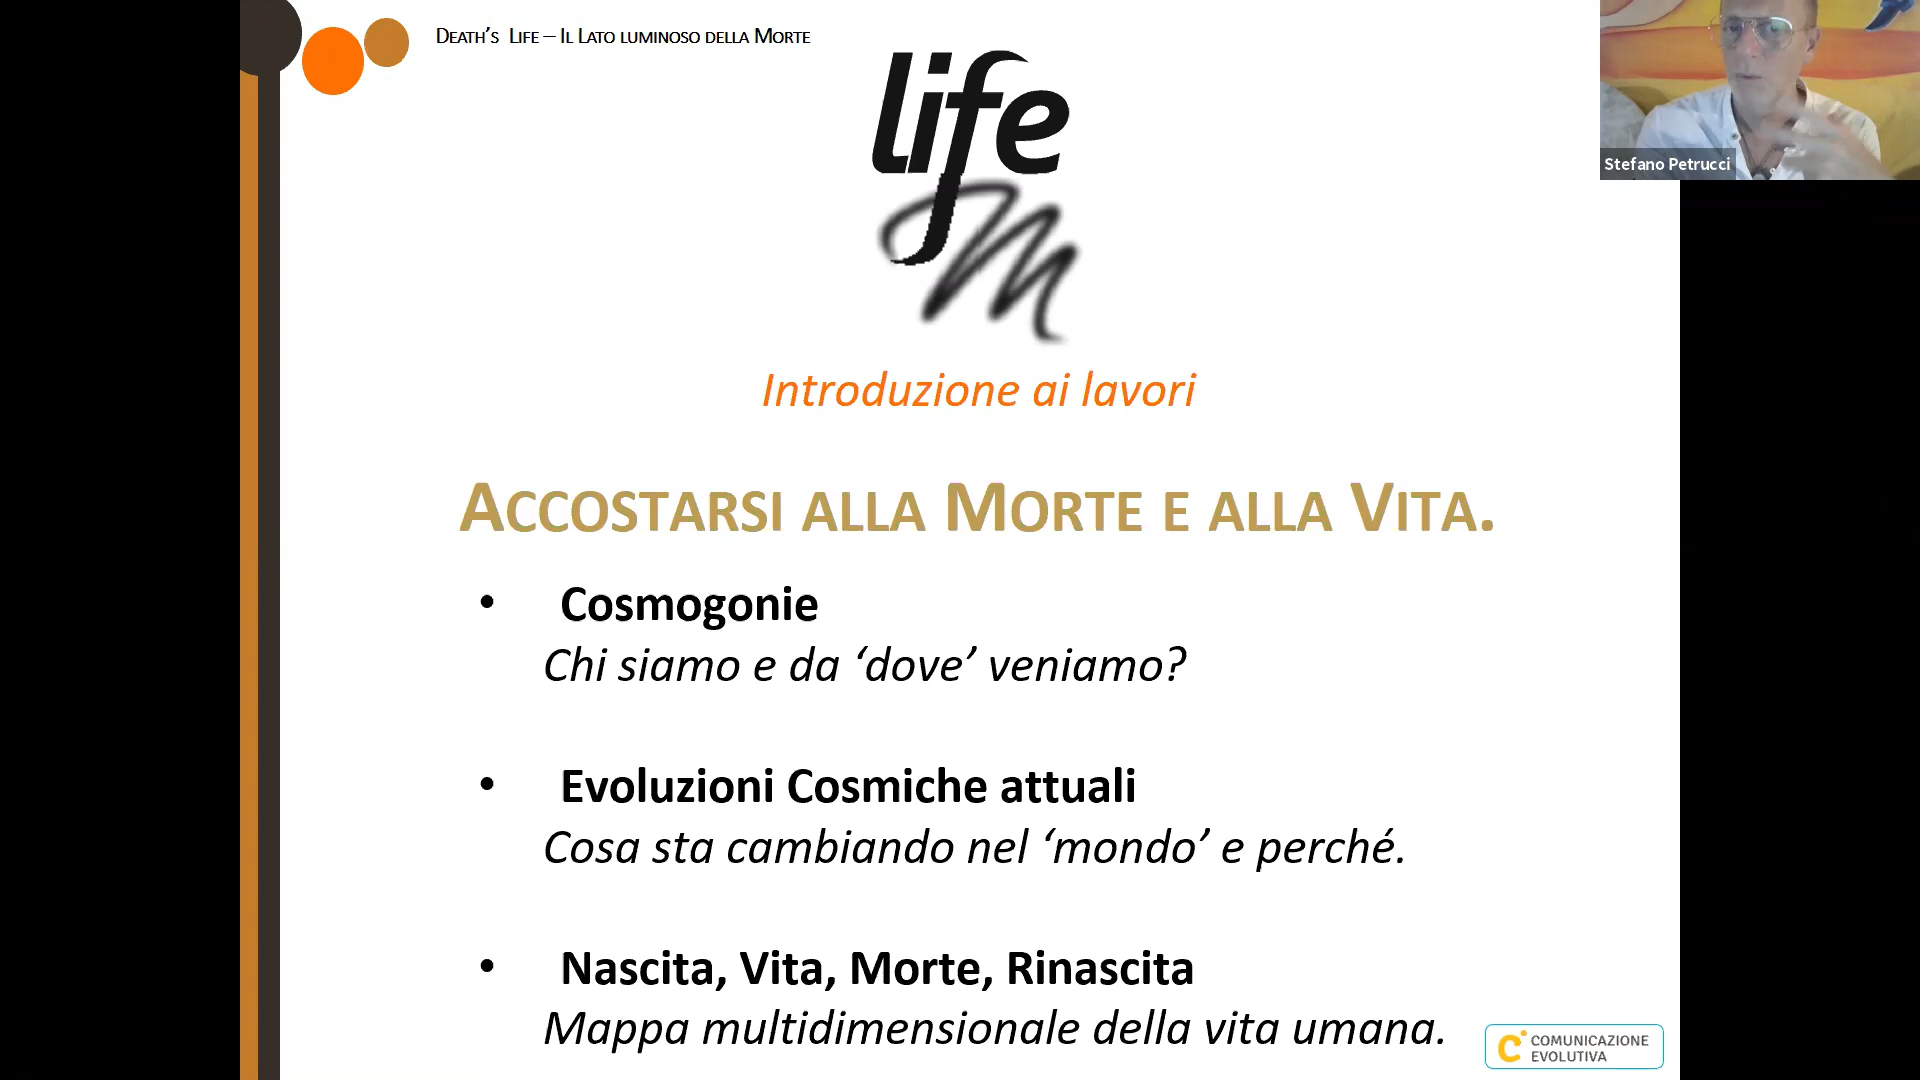 Death’s Life – Il Lato luminoso della Morte
life
M
Stefano Petrucci
Introduzione ai lavori
Accostarsi alla Morte e alla Vita.
• Cosmogonie
Chi siamo e da ‘dove’ veniamo?
• Evoluzioni Cosmiche attuali
Cosa sta cambiando nel ‘mondo’ e perché.
• Nascita, Vita, Morte, Rinascita
Mappa multidimensionale della vita umana.
C COMUNICAZIONE
EVOLUTIVA